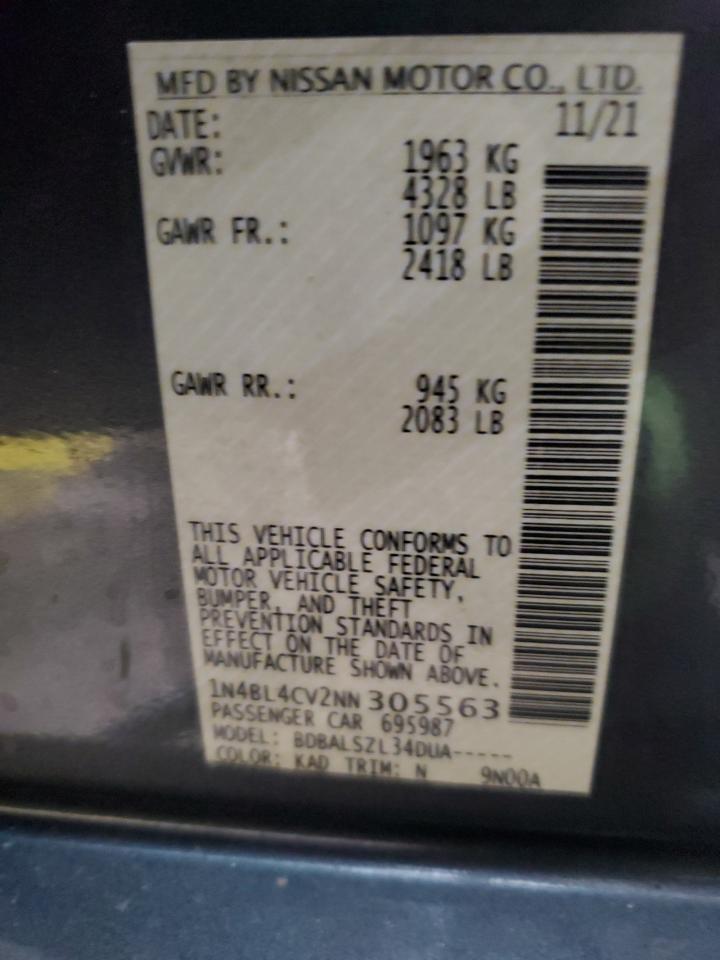 MFD BY NISSAN MOTOR CO., LTD.
DATE: 11/21
GVWR: 1963 KG
4328 LB
GAWR FR.: 1097 KG
2418 LB
GAWR RR.: 945 KG
2083 LB
THIS VEHICLE CONFORMS TO
ALL APPLICABLE FEDERAL
MOTOR VEHICLE SAFETY,
BUMPER, AND THEFT
PREVENTION STANDARDS IN
EFFECT ON THE DATE OF
MANUFACTURE SHOWN ABOVE.
1N4BL4CV2NN305563
PASSENGER CAR 695987
MODEL: BDBALSZL34DUA-----
COLOR: KAD TRIM: N 9N00A